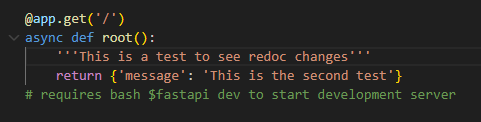 @app.get('/')
async def root():
    '''This is a test to see redoc changes'''
    return {'message': 'This is the second test'}
# requires bash $fastapi dev to start development server